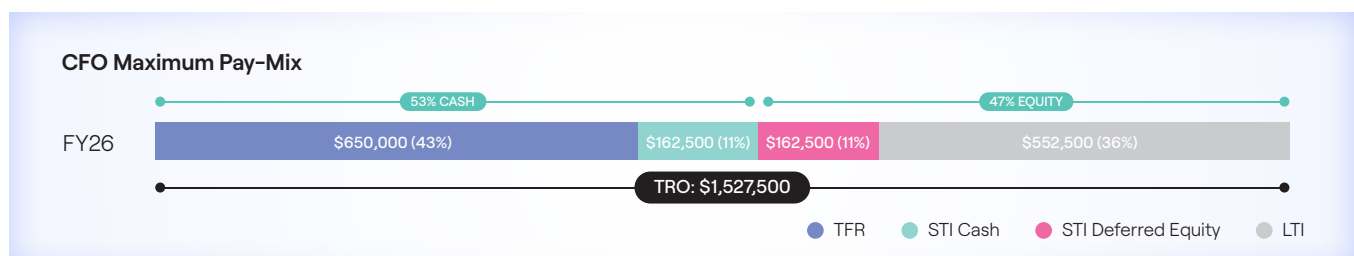 CFO Maximum Pay-Mix
53% CASH 47% EQUITY
FY26 $650,000 (43%) $162,500 (11%) $162,500 (11%) $552,500 (36%)
TRO: $1,527,500
TFR STI Cash STI Deferred Equity LTI